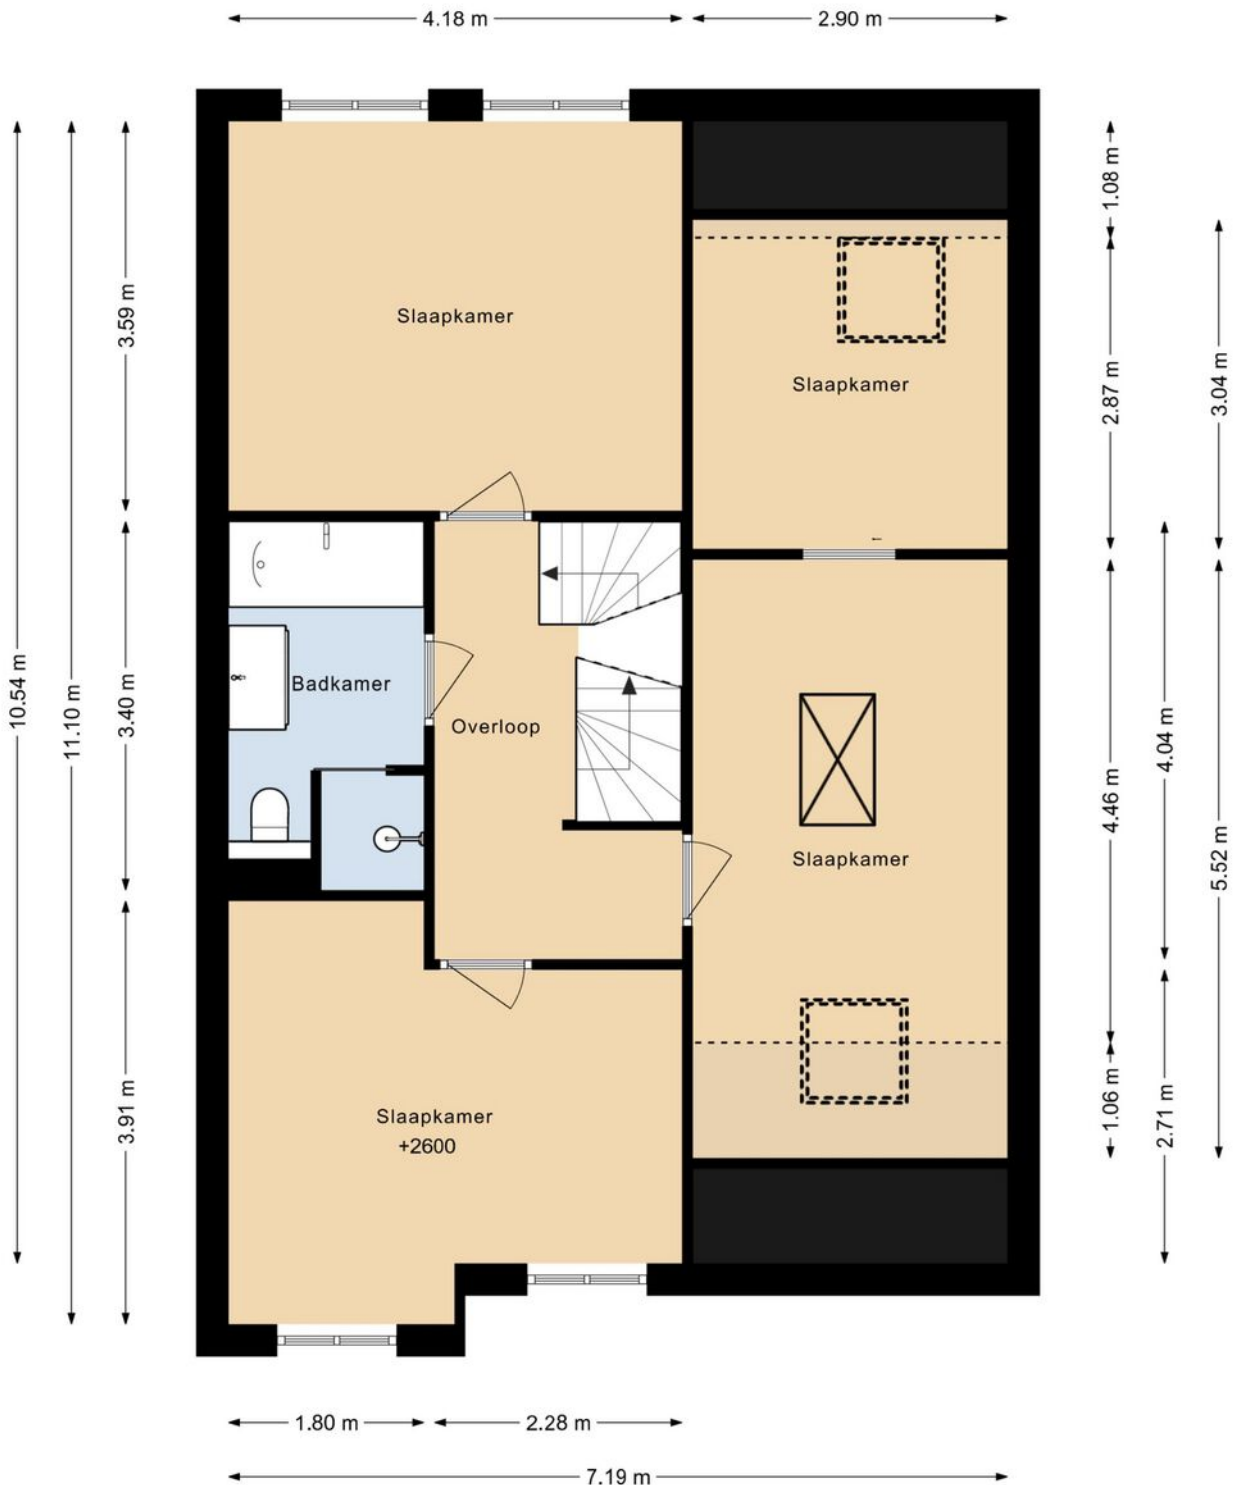 4.18 m
2.90 m
1.08 m
3.59 m
Slaapkamer
2.87 m
3.04 m
Slaapkamer
10.54 m
11.10 m
3.40 m
Badkamer
Overloop
4.04 m
4.46 m
Slaapkamer
5.52 m
3.91 m
Slaapkamer
+2600
1.06 m
2.71 m
1.80 m
2.28 m
7.19 m